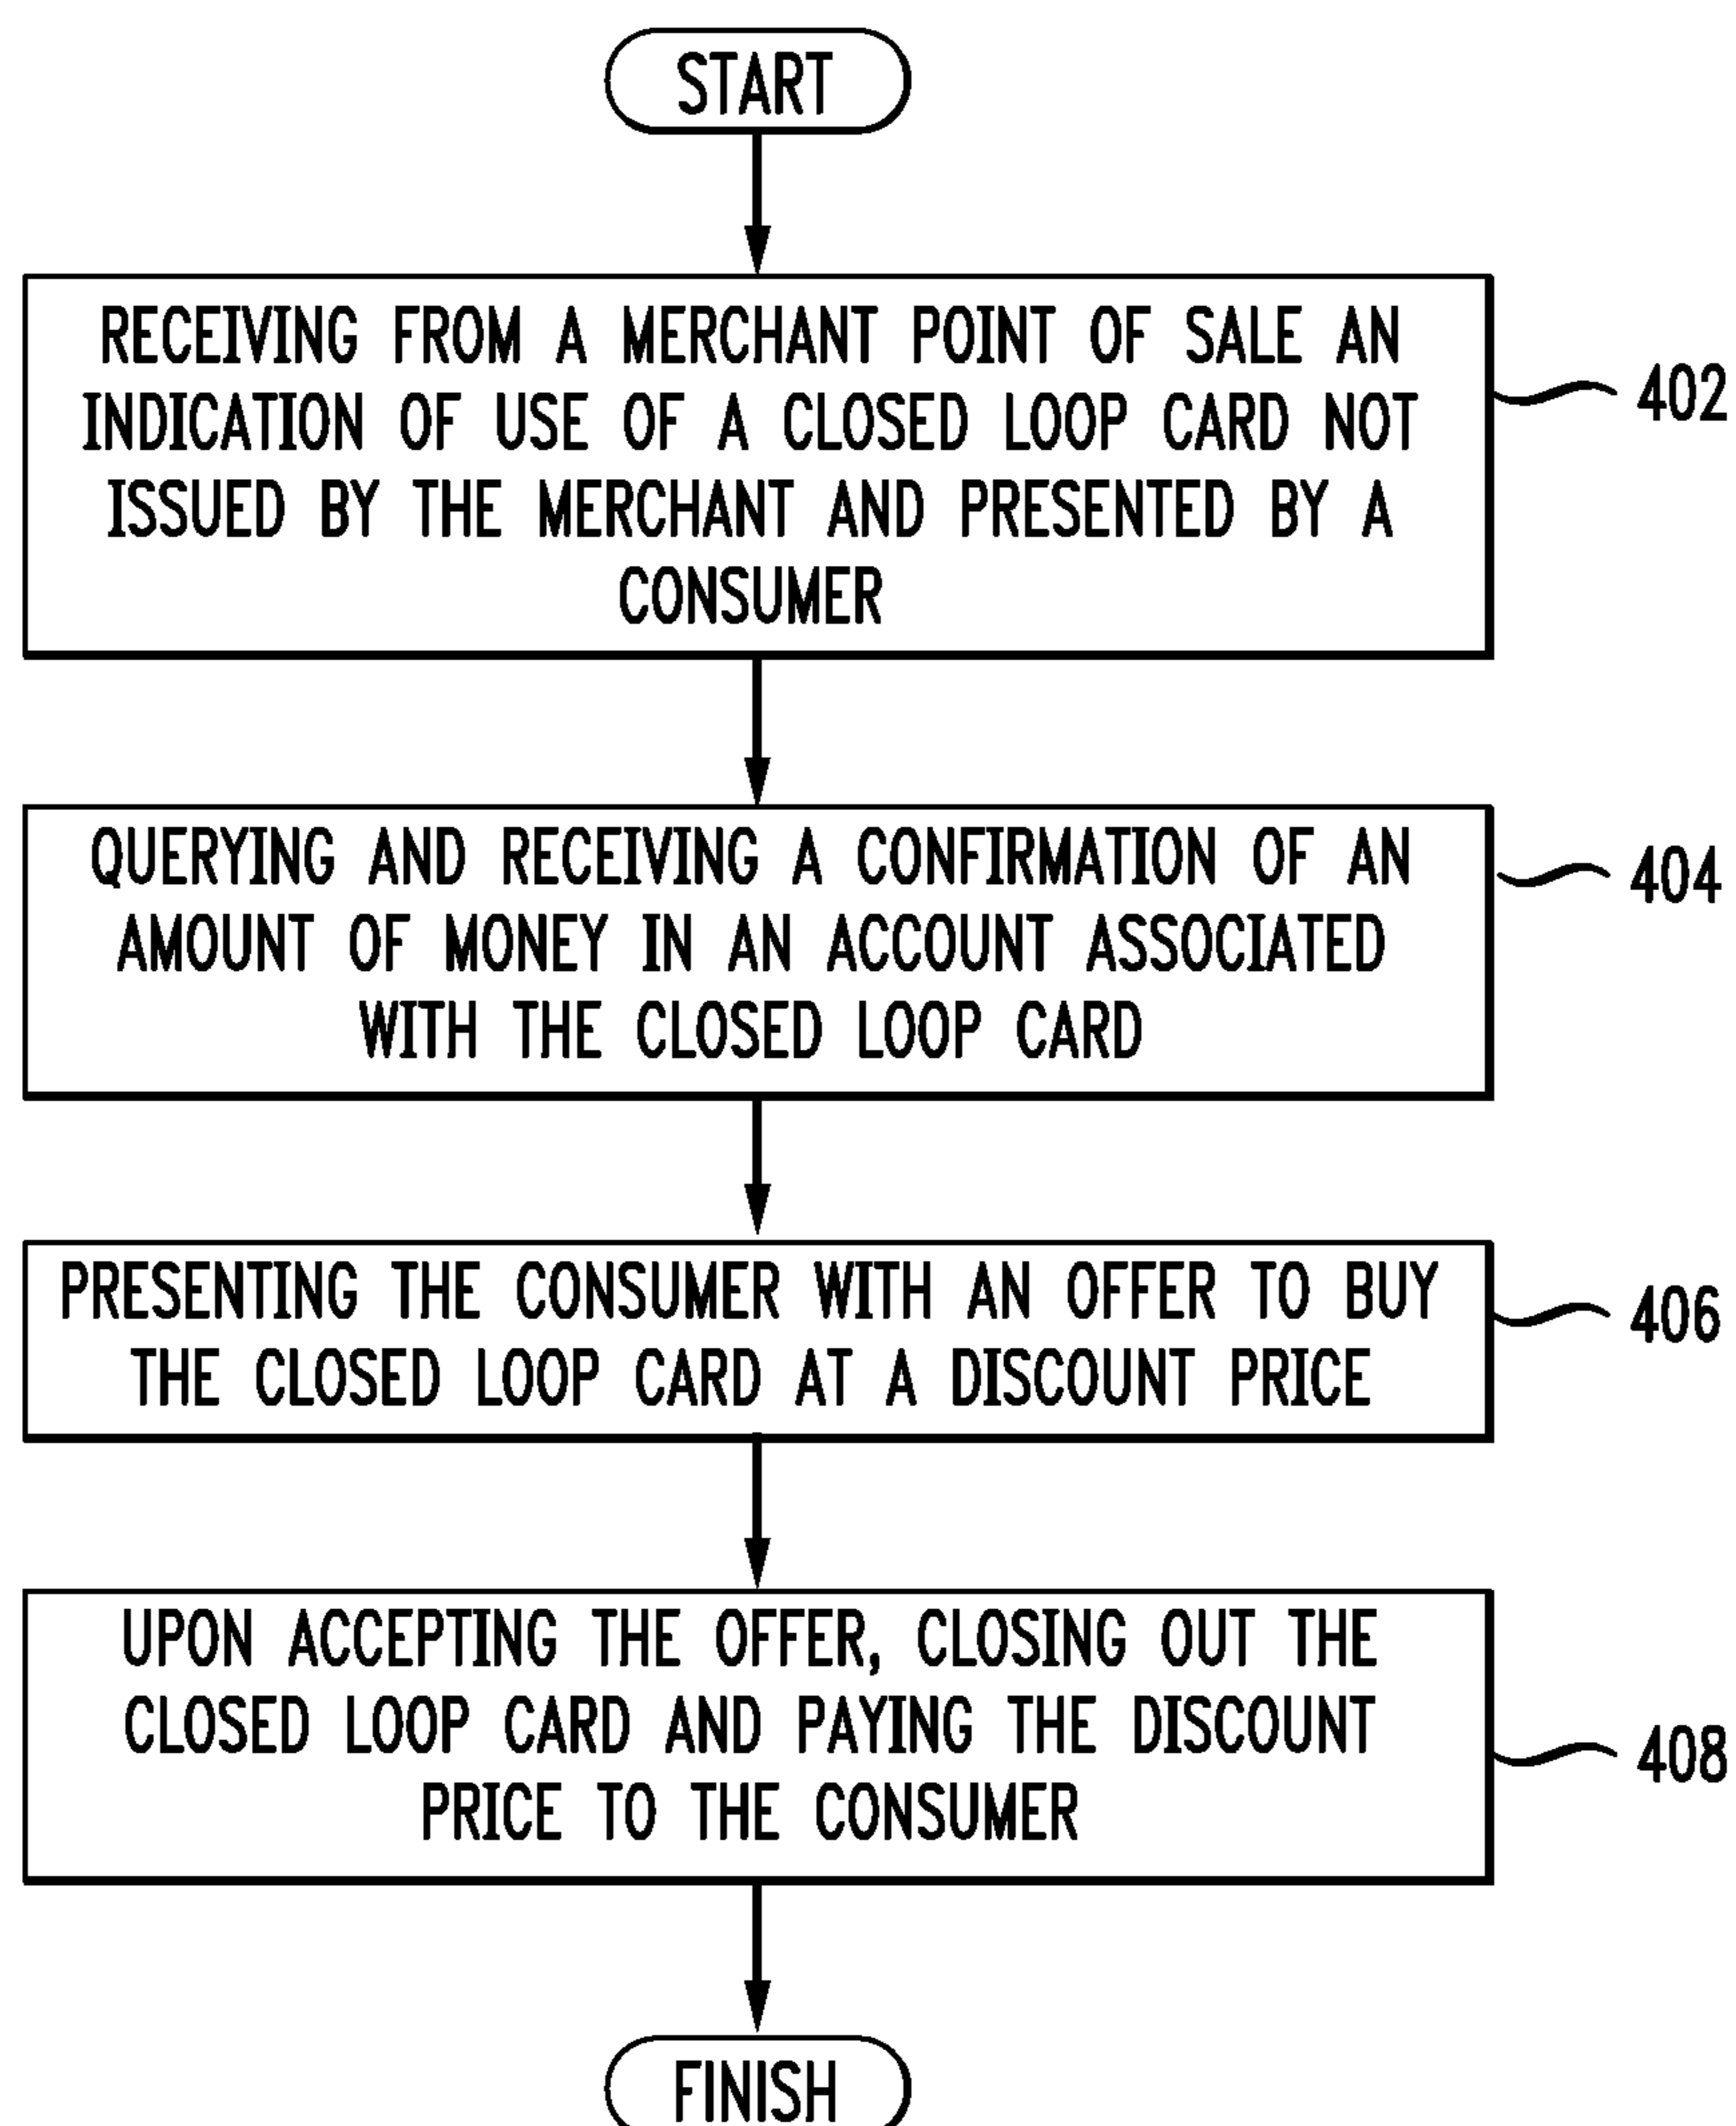 START
RECEIVING FROM A MERCHANT POINT OF SALE AN
INDICATION OF USE OF A CLOSED LOOP CARD NOT
ISSUED BY THE MERCHANT AND PRESENTED BY A
CONSUMER
402
QUERYING AND RECEIVING A CONFIRMATION OF AN
AMOUNT OF MONEY IN AN ACCOUNT ASSOCIATED
WITH THE CLOSED LOOP CARD
404
PRESENTING THE CONSUMER WITH AN OFFER TO BUY
THE CLOSED LOOP CARD AT A DISCOUNT PRICE
406
UPON ACCEPTING THE OFFER, CLOSING OUT THE
CLOSED LOOP CARD AND PAYING THE DISCOUNT
PRICE TO THE CONSUMER
408
FINISH